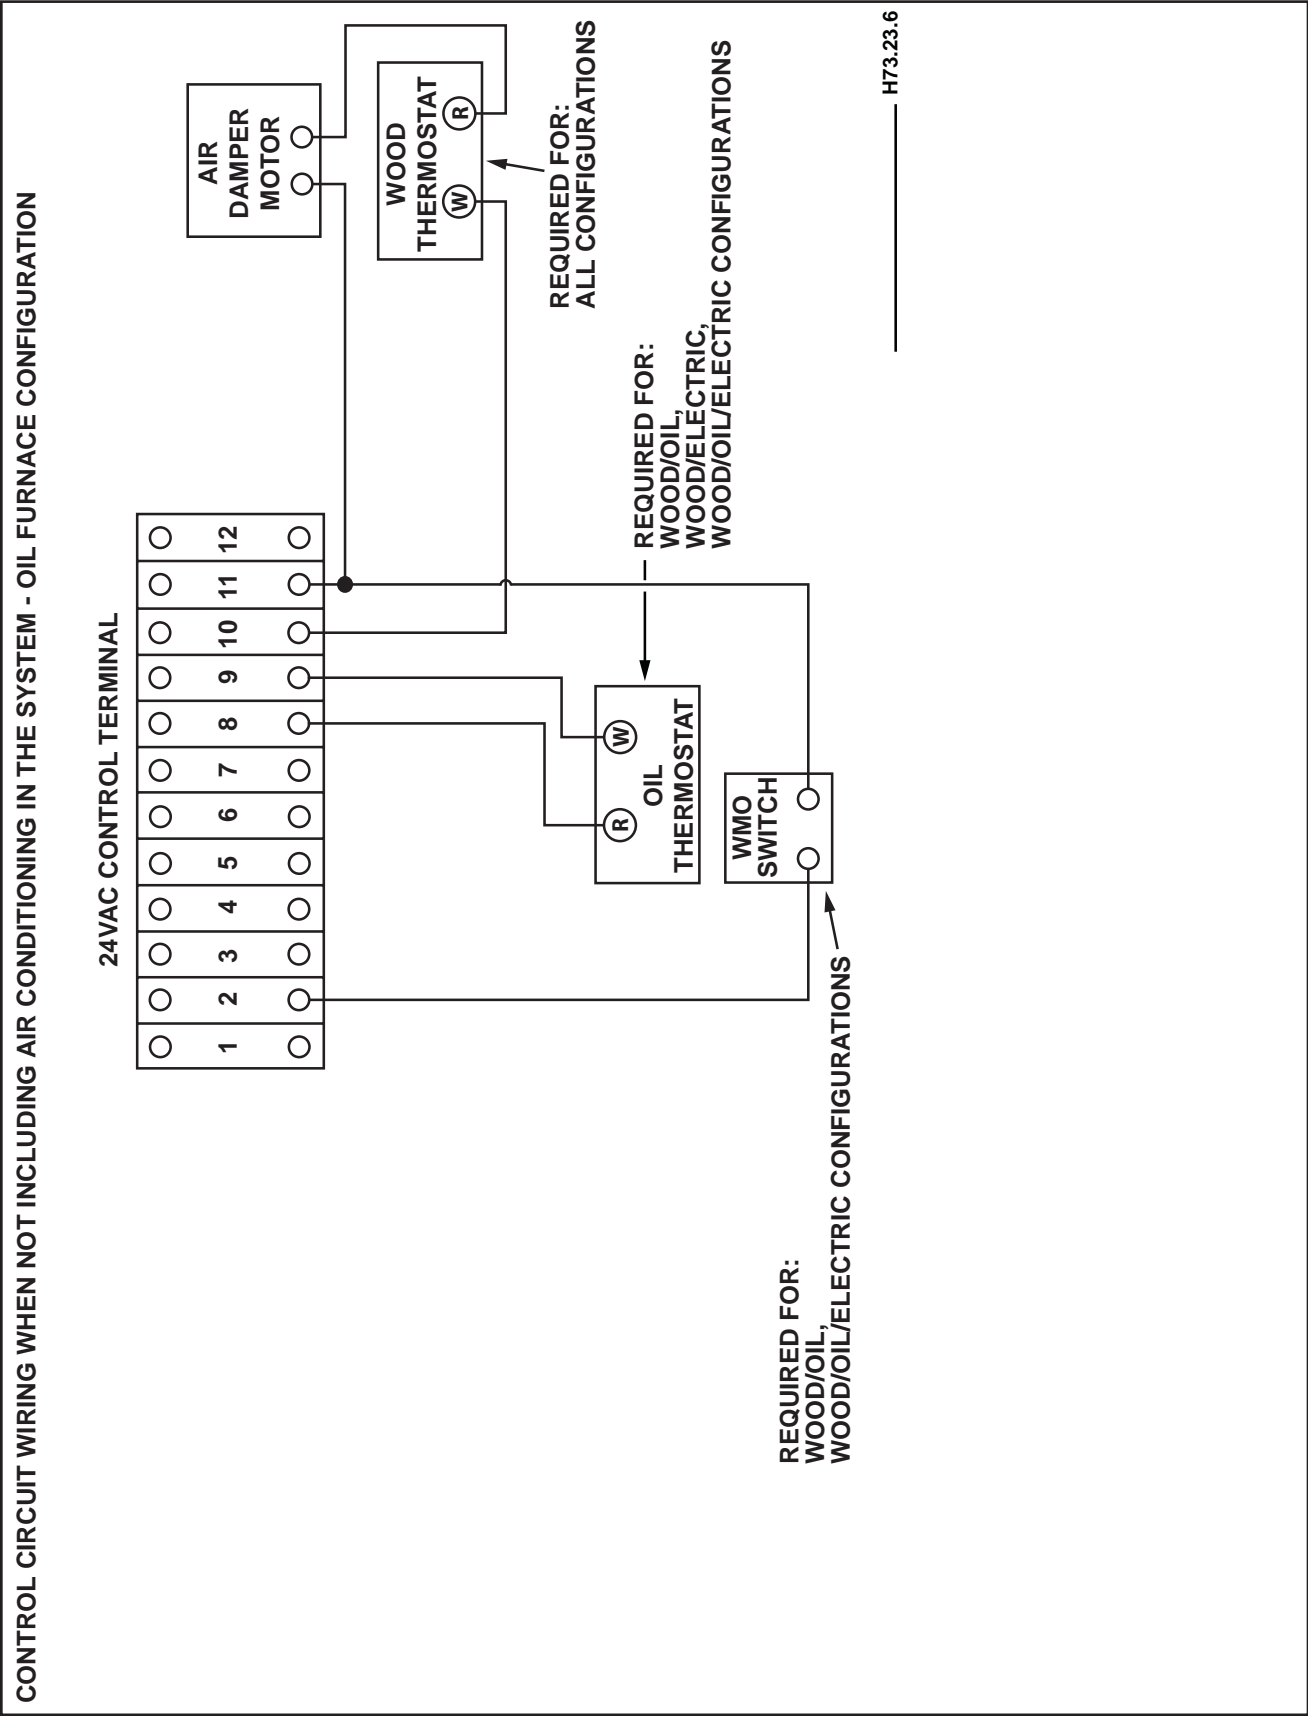 CONTROL CIRCUIT WIRING WHEN NOT INCLUDING AIR CONDITIONING IN THE SYSTEM - OIL FURNACE CONFIGURATION
24VAC CONTROL TERMINAL
1 2 3 4 5 6 7 8 9 10 11 12
AIR
DAMPER
MOTOR
WOOD
THERMOSTAT
W R
REQUIRED FOR:
ALL CONFIGURATIONS
R W
OIL
THERMOSTAT
REQUIRED FOR:
WOOD/OIL,
WOOD/ELECTRIC,
WOOD/OIL/ELECTRIC CONFIGURATIONS
WMO
SWITCH
REQUIRED FOR:
WOOD/OIL,
WOOD/OIL/ELECTRIC CONFIGURATIONS
H73.23.6